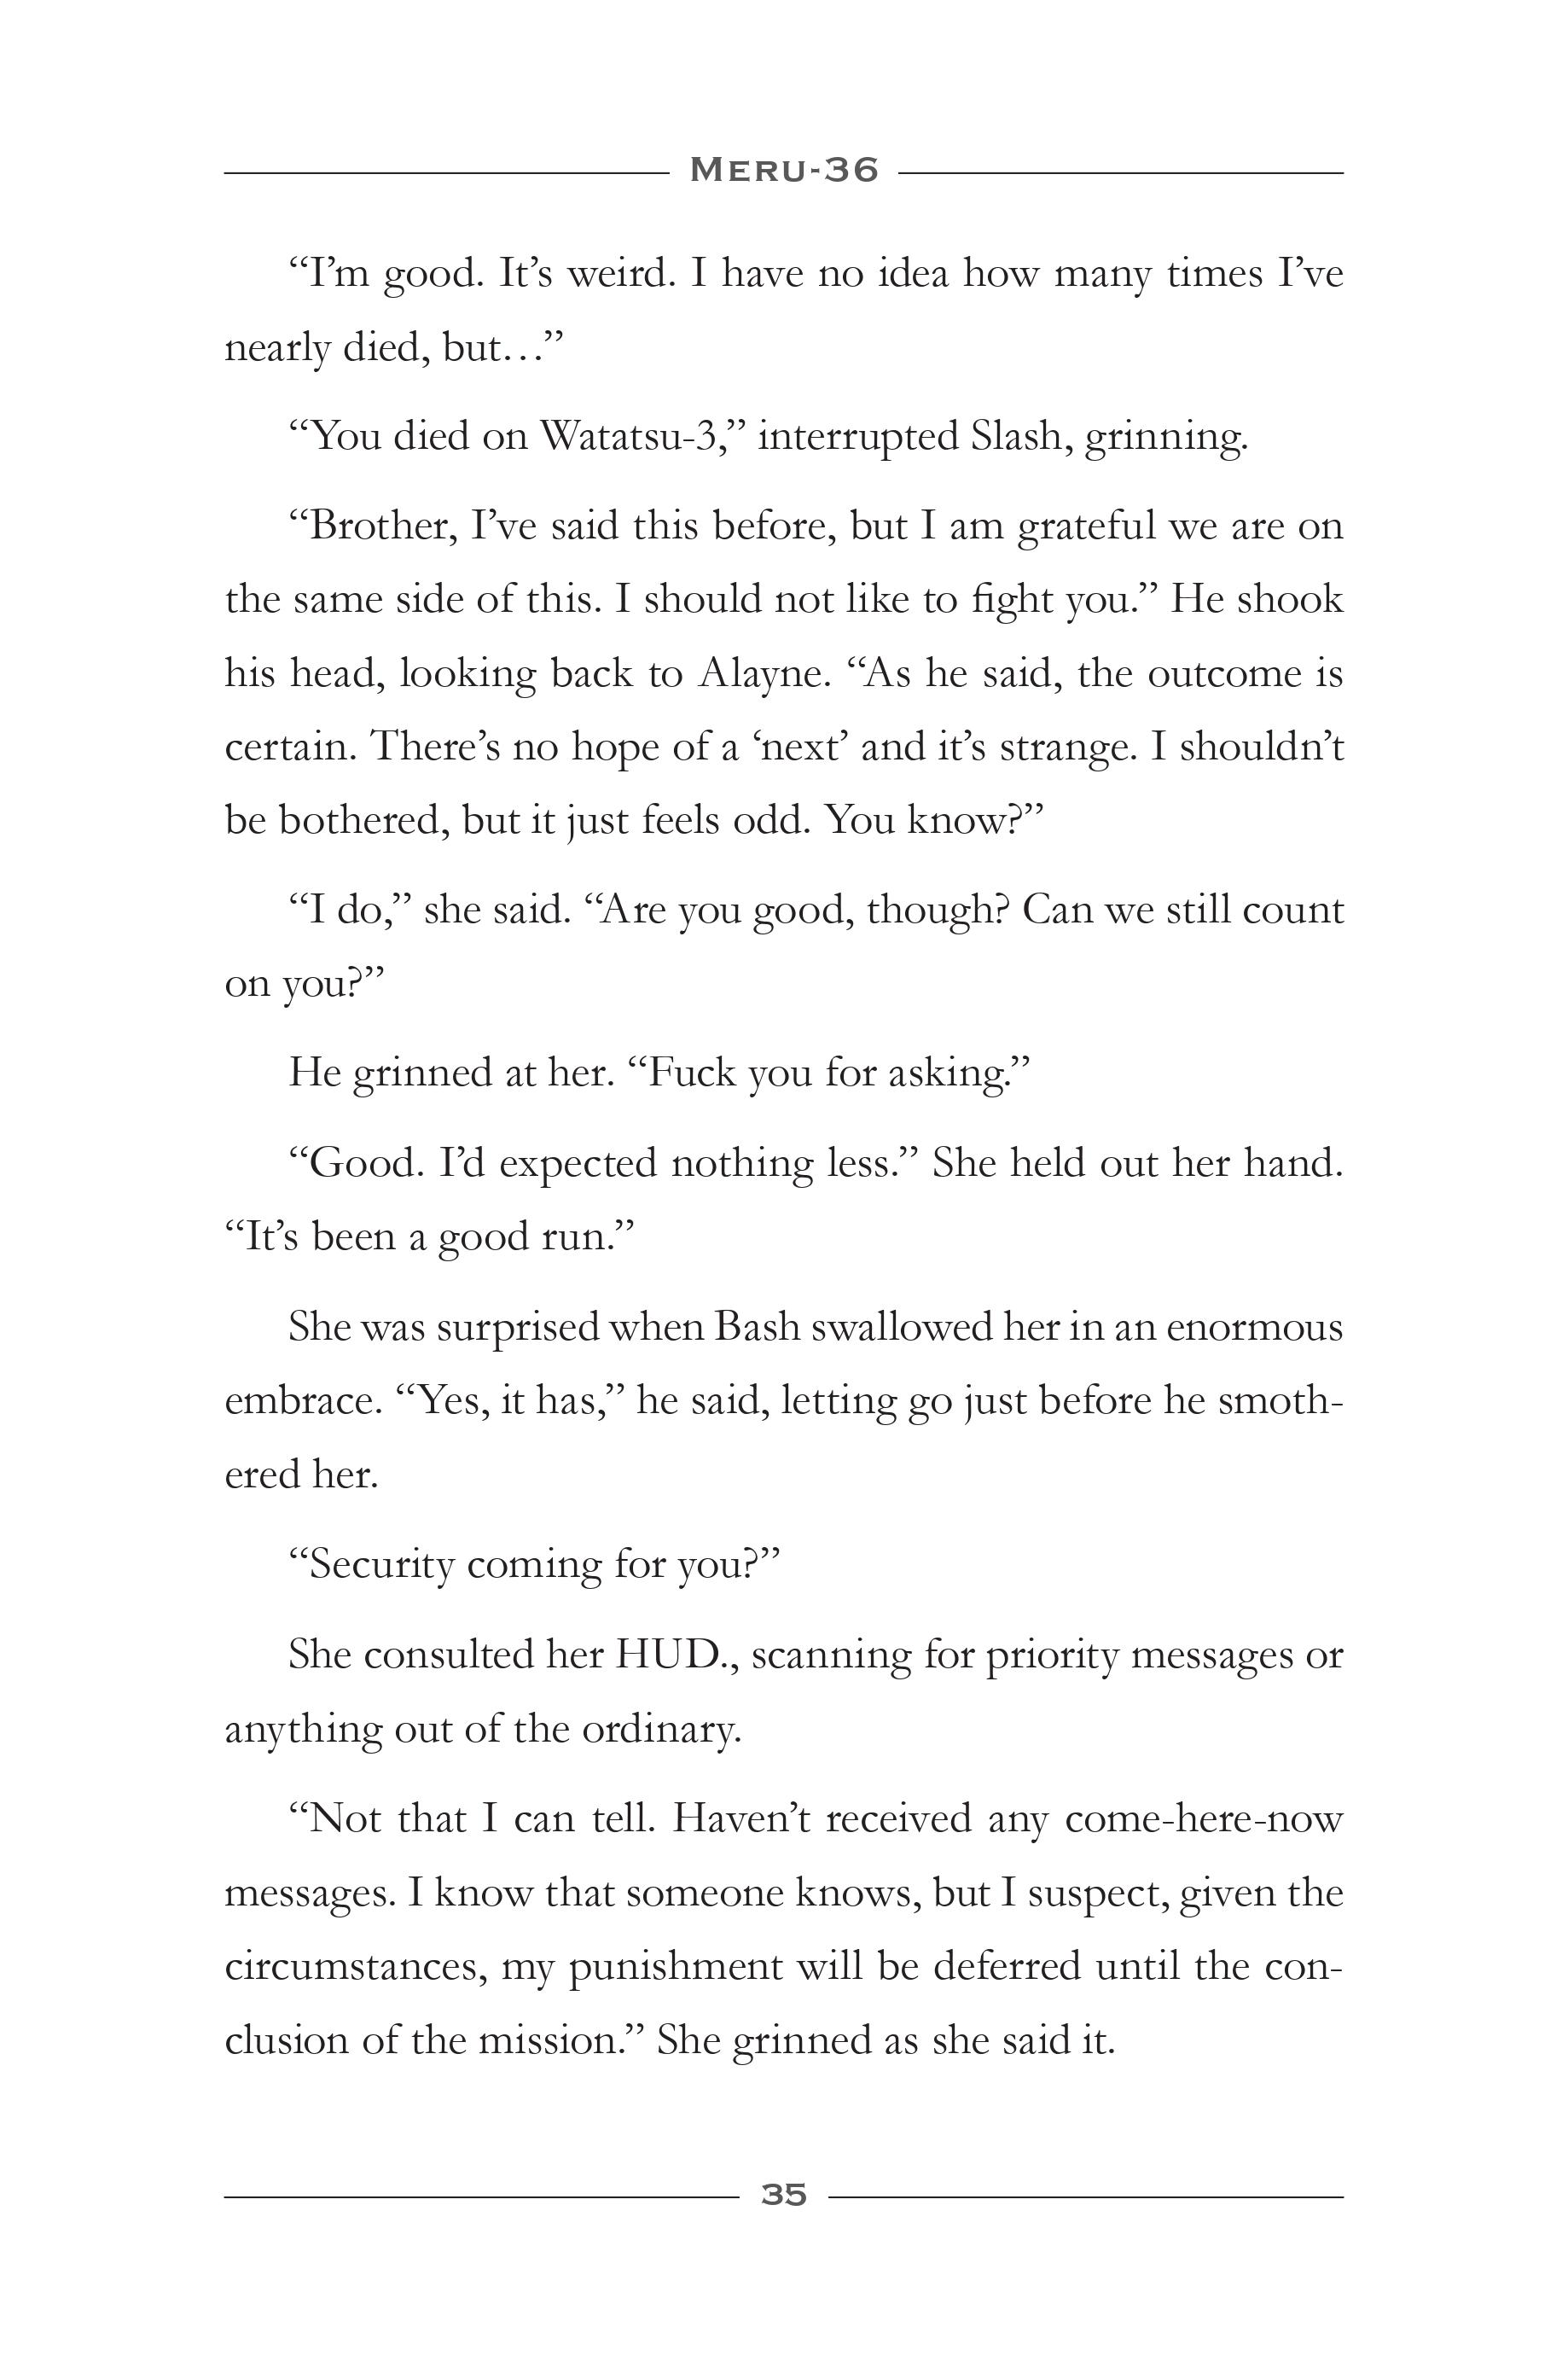 Meru-36
“I’m good. It’s weird. I have no idea how many times I’ve
nearly died, but…”
“You died on Watatsu-3,” interrupted Slash, grinning.
“Brother, I’ve said this before, but I am grateful we are on
the same side of this. I should not like to fight you.” He shook
his head, looking back to Alayne. “As he said, the outcome is
certain. There’s no hope of a ‘next’ and it’s strange. I shouldn’t
be bothered, but it just feels odd. You know?”
“I do,” she said. “Are you good, though? Can we still count
on you?”
He grinned at her. “Fuck you for asking.”
“Good. I’d expected nothing less.” She held out her hand.
“It’s been a good run.”
She was surprised when Bash swallowed her in an enormous
embrace. “Yes, it has,” he said, letting go just before he smoth-
ered her.
“Security coming for you?”
She consulted her HUD., scanning for priority messages or
anything out of the ordinary.
“Not that I can tell. Haven’t received any come-here-now
messages. I know that someone knows, but I suspect, given the
circumstances, my punishment will be deferred until the con-
clusion of the mission.” She grinned as she said it.
35